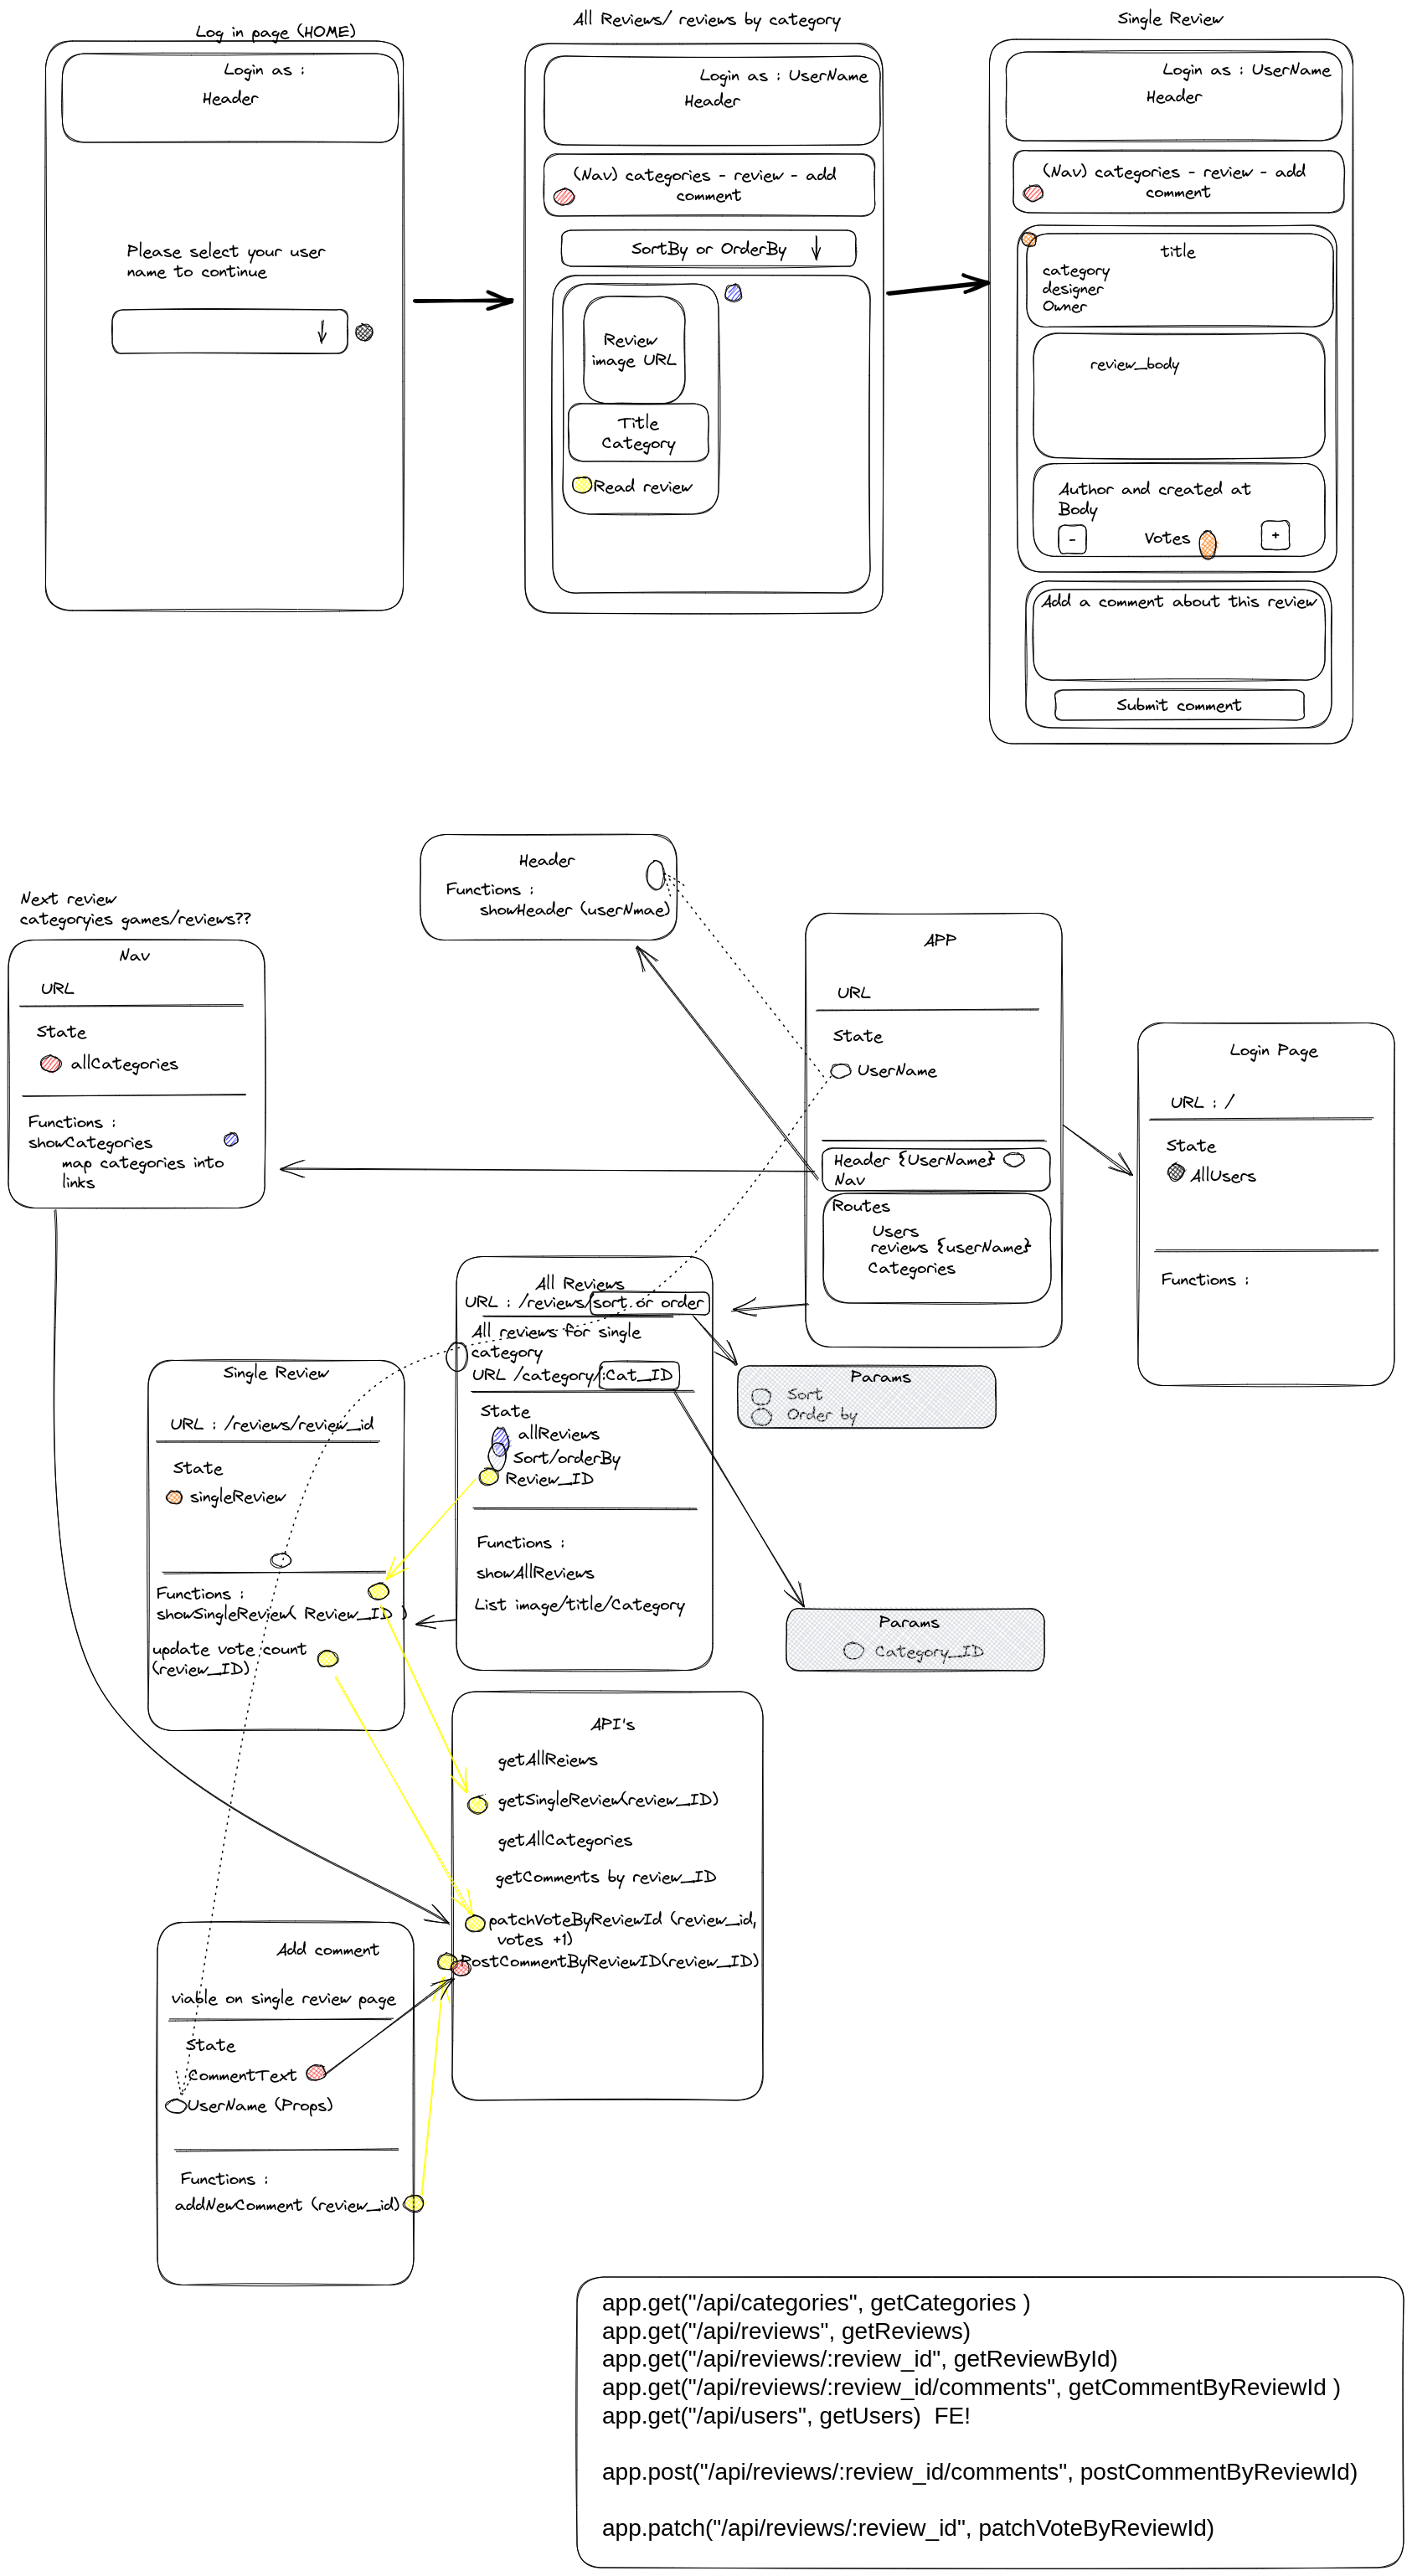 Log in page (HOME)
Login as :
Header
Please select your user
name to continue
All Reviews/ reviews by category
Login as : UserName
Header
(Nav) categories - review - add
comment
SortBy or OrderBy
Review
image URL
Title
Category
Read review
Single Review
Login as : UserName
Header
(Nav) categories - review - add
comment
title
category
designer
Owner
review_body
Author and created at
Body
-
Votes
+
Add a comment about this review
Submit comment
Header
Functions :
showHeader (userNmae)
Next review
categoryies games/reviews??
Nav
URL
State
allCategories
Functions :
showCategories
map categories into
links
APP
URL
State
UserName
Header {UserName}
Nav
Routes
Users
reviews {userName}
Categories
Login Page
URL : /
State
AllUsers
Functions :
All Reviews
URL : /reviews/sort or order
All reviews for single
category
URL /category/:Cat_ID
State
allReviews
Sort/orderBy
Review_ID
Functions :
showAllReviews
List image/title/Category
Params
Sort
Order by
Params
Category_ID
Single Review
URL : /reviews/review_id
State
singleReview
Functions :
showSingleReview( Review_ID )
update vote count
(review_ID)
API's
getAllReiews
getSingleReview(review_ID)
getAllCategories
getComments by review_ID
patchVoteByReviewId (review_id,
votes +1)
PostCommentByReviewID(review_ID)
Add comment
viable on single review page
State
CommentText
UserName (Props)
Functions :
addNewComment (review_id)
app.get("/api/categories", getCategories )
app.get("/api/reviews", getReviews)
app.get("/api/reviews/:review_id", getReviewById)
app.get("/api/reviews/:review_id/comments", getCommentByReviewId )
app.get("/api/users", getUsers)  FE!
app.post("/api/reviews/:review_id/comments", postCommentByReviewId)
app.patch("/api/reviews/:review_id", patchVoteByReviewId)